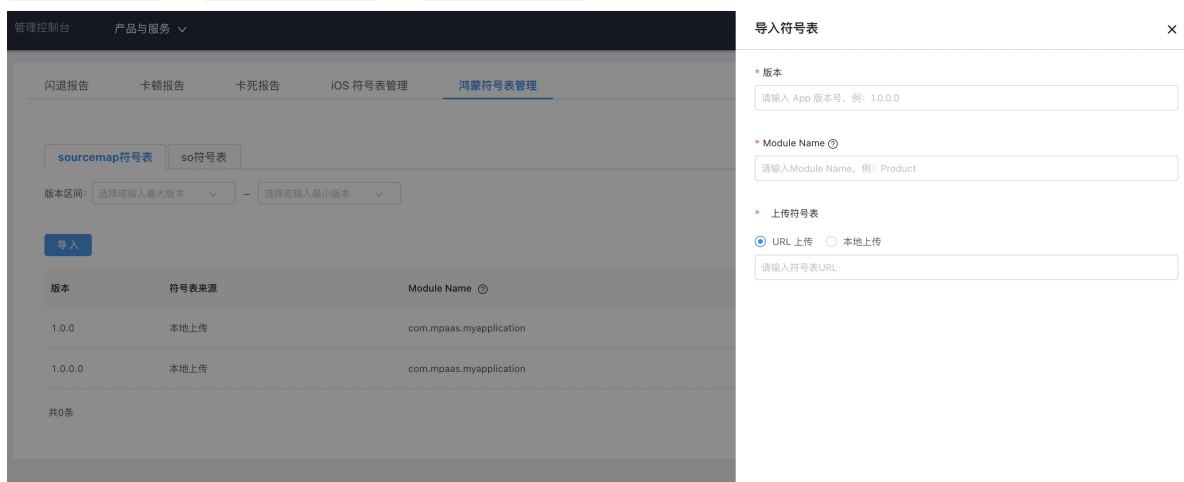 管理控制台 产品与服务
闪退报告 卡顿报告 卡死报告 iOS 符号表管理 鸿蒙符号表管理
sourcemap符号表 so符号表
版本区间: 选择或输入最大版本 – 选择或输入最小版本
导入
版本 符号表来源 Module Name
1.0.0 本地上传 com.mpaas.myapplication
1.0.0.0 本地上传 com.mpaas.myapplication
共0条
导入符号表
* 版本
请输入 App 版本号，例：1.0.0.0
* Module Name
请输入Module Name，例：Product
* 上传符号表
URL 上传 本地上传
请输入符号表URL